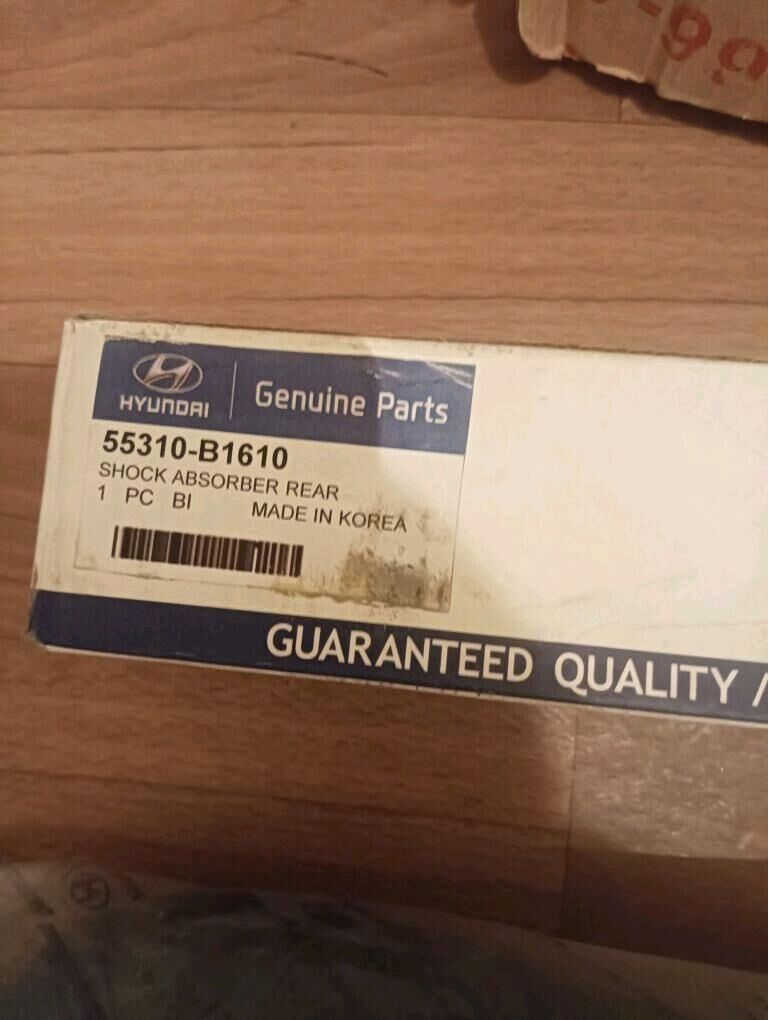 HYUNDAI
Genuine Parts
55310-B1610
SHOCK ABSORBER REAR
1 PC BI MADE IN KOREA
GUARANTEED QUALITY /